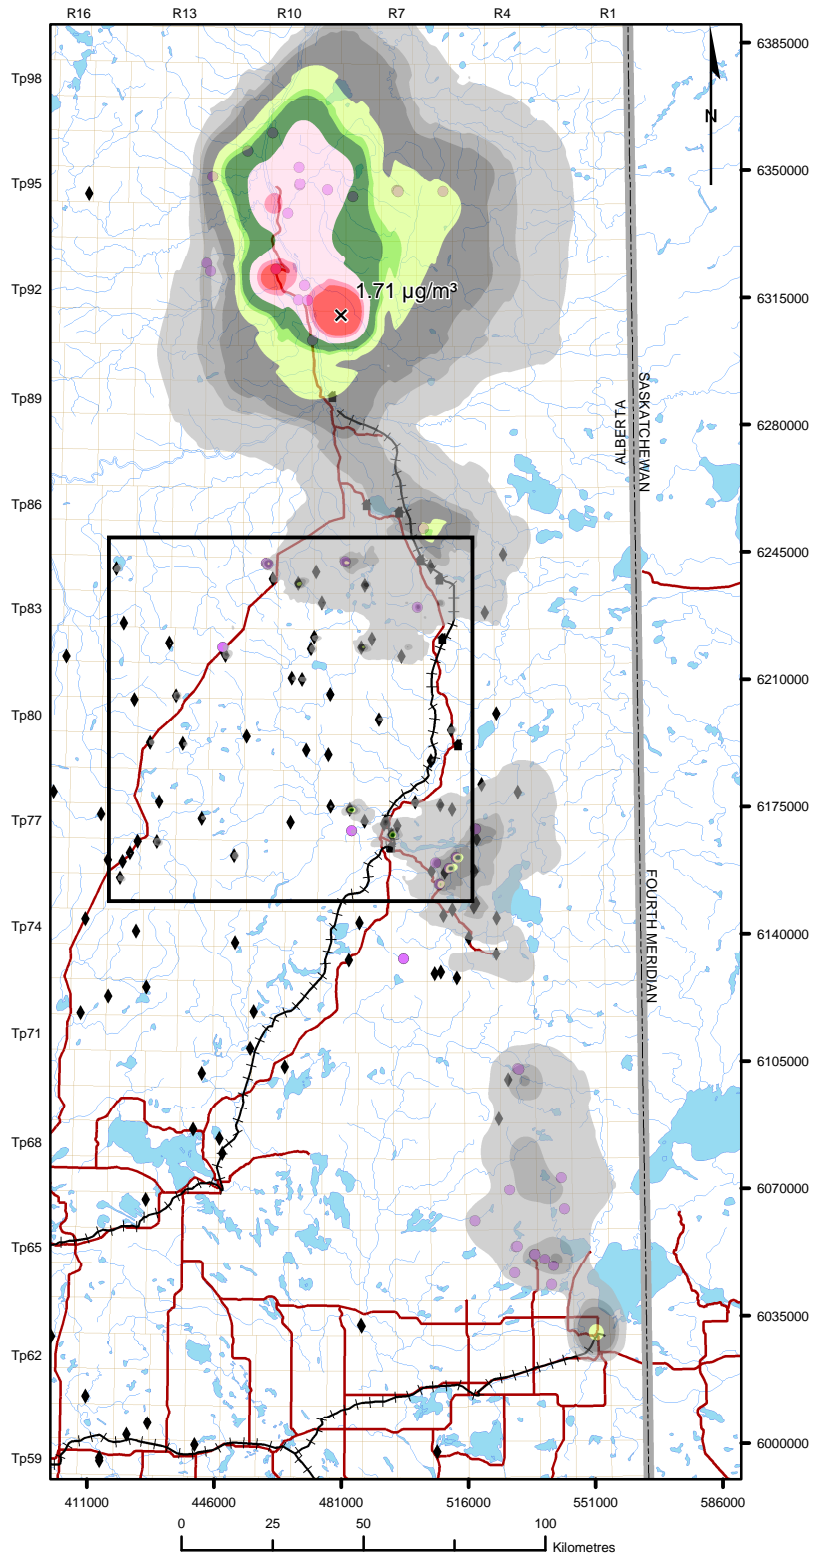 R16 R13 R10 R7 R4 R1
6385000
Tp98
N
6350000
Tp95
1.71 µg/m³
Tp92
6315000
Tp89
ALBERTA
SASKATCHEWAN
6280000
Tp86
6245000
Tp83
6210000
Tp80
6175000
Tp77
FOURTH MERIDIAN
Tp74
6140000
Tp71
6105000
Tp68
6070000
Tp65
6035000
Tp62
6000000
Tp59
411000 446000 481000 516000 551000 586000
0 25 50 100
Kilometres